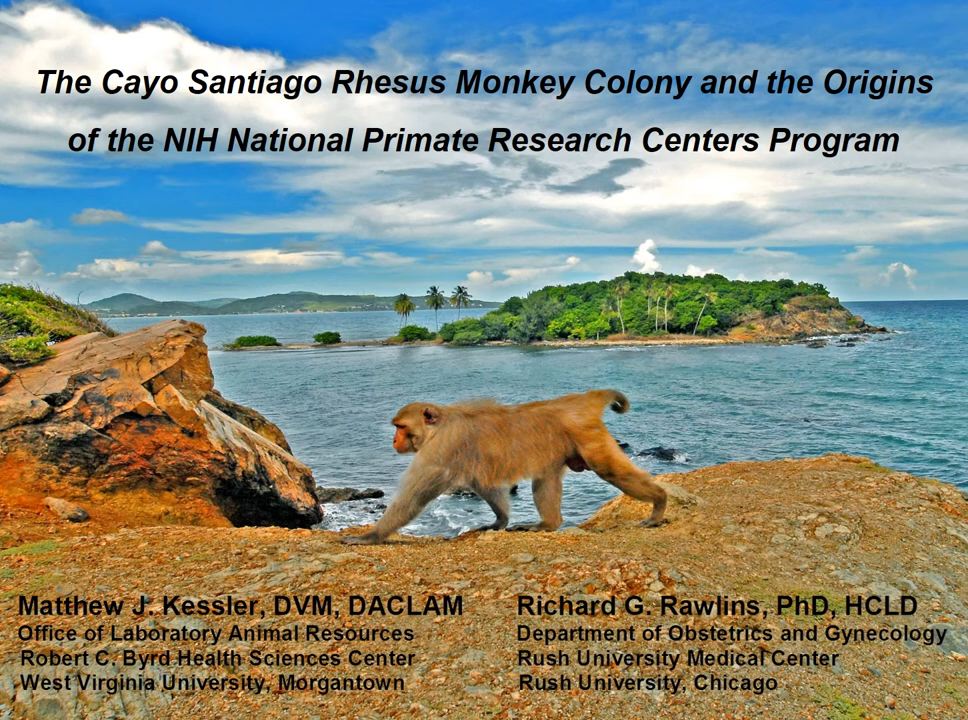 The Cayo Santiago Rhesus Monkey Colony and the Origins
of the NIH National Primate Research Centers Program
Matthew J. Kessler, DVM, DACLAM
Office of Laboratory Animal Resources
Robert C. Byrd Health Sciences Center
West Virginia University, Morgantown
Richard G. Rawlins, PhD, HCLD
Department of Obstetrics and Gynecology
Rush University Medical Center
Rush University, Chicago